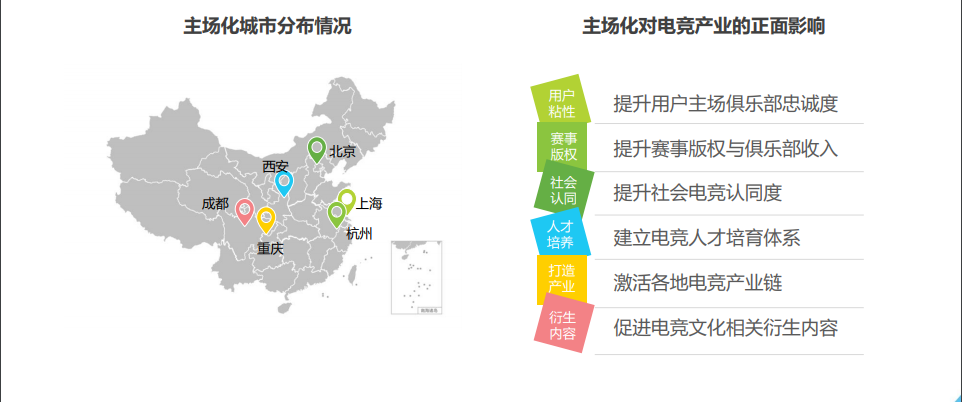 主场化城市分布情况
北京
西安
成都
上海
杭州
重庆
南海诸岛
主场化对电竞产业的正面影响
用户
粘性
提升用户主场俱乐部忠诚度
赛事
版权
提升赛事版权与俱乐部收入
社会
认同
提升社会电竞认同度
人才
培养
建立电竞人才培育体系
打造
产业
激活各地电竞产业链
衍生
内容
促进电竞文化相关衍生内容